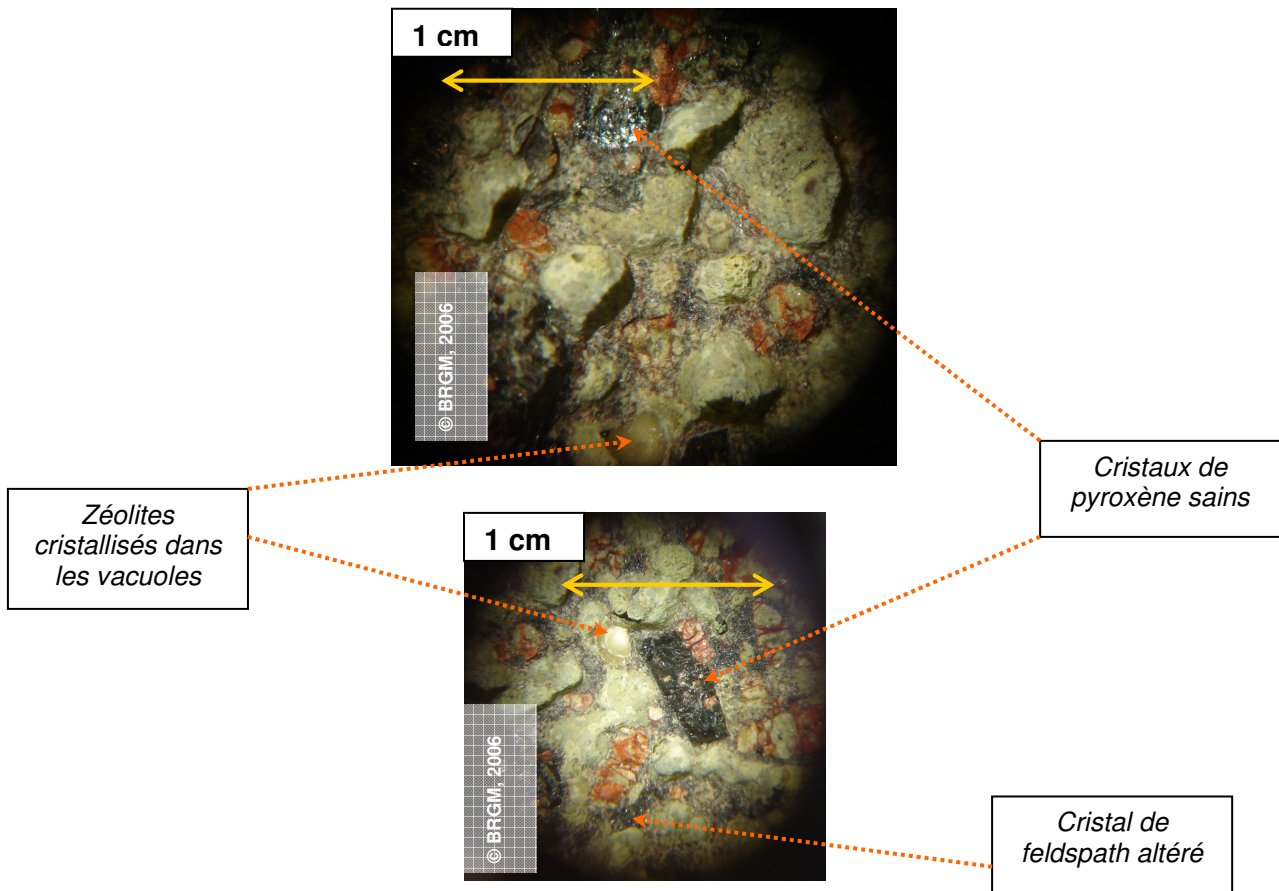 1 cm
© BRGM, 2006
Zéolites
cristallisés dans
les vacuoles
Cristaux de
pyroxène sains
1 cm
© BRGM, 2006
Cristal de
feldspath altéré